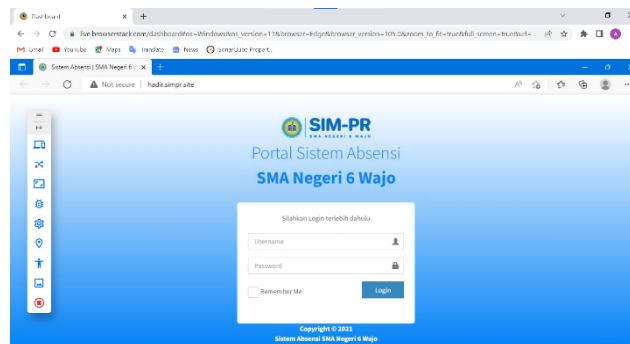 Dashboard
live.browserstack.com/dashboard#os=Windows&os_version=11&browser=Edge&browser_version=105.0&zoom_to_fit=true&full_screen=true&url=...
Gmail YouTube Maps Translate News
Sistem Absensi | SMA Negeri 6
Not secure | hadir.simpr.site
SIM-PR
SMA NEGERI 6 WAJO
Portal Sistem Absensi
SMA Negeri 6 Wajo
Silahkan Login terlebih dahulu
Username
Password
Remember Me
Login
Copyright © 2021
Sistem Absensi SMA Negeri 6 Wajo